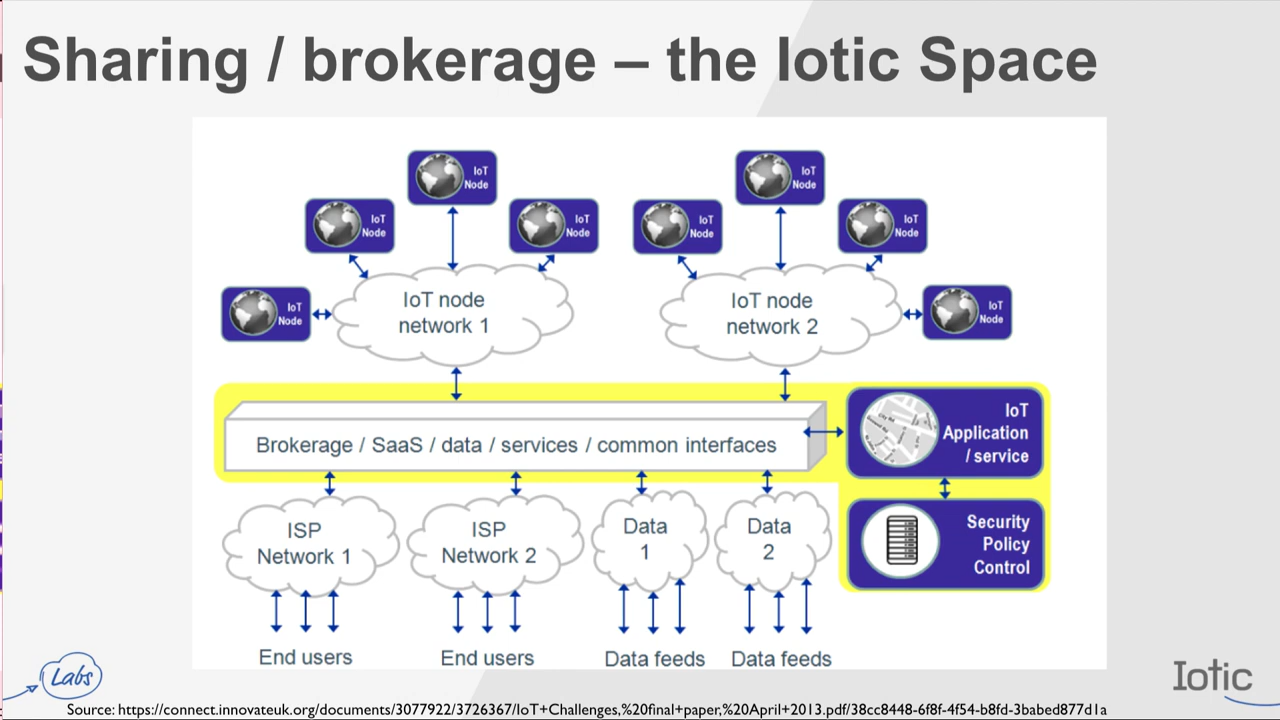 Sharing / brokerage – the Iotic Space
IoT
Node
IoT
Node
IoT
Node
IoT
Node
IoT
Node
IoT
Node
IoT
Node
IoT
Node
IoT node
network 1
IoT node
network 2
Brokerage / SaaS / data / services / common interfaces
IoT
Application
/ service
ISP
Network 1
ISP
Network 2
Data
1
Data
2
Security
Policy
Control
End users
End users
Data feeds
Data feeds
Labs
Iotic
Source: https://connect.innovateuk.org/documents/3077922/3726367/IoT+Challenges,%20final+paper,%20April+2013.pdf/38cc8448-6f8f-4f54-b8fd-3babed877d1a